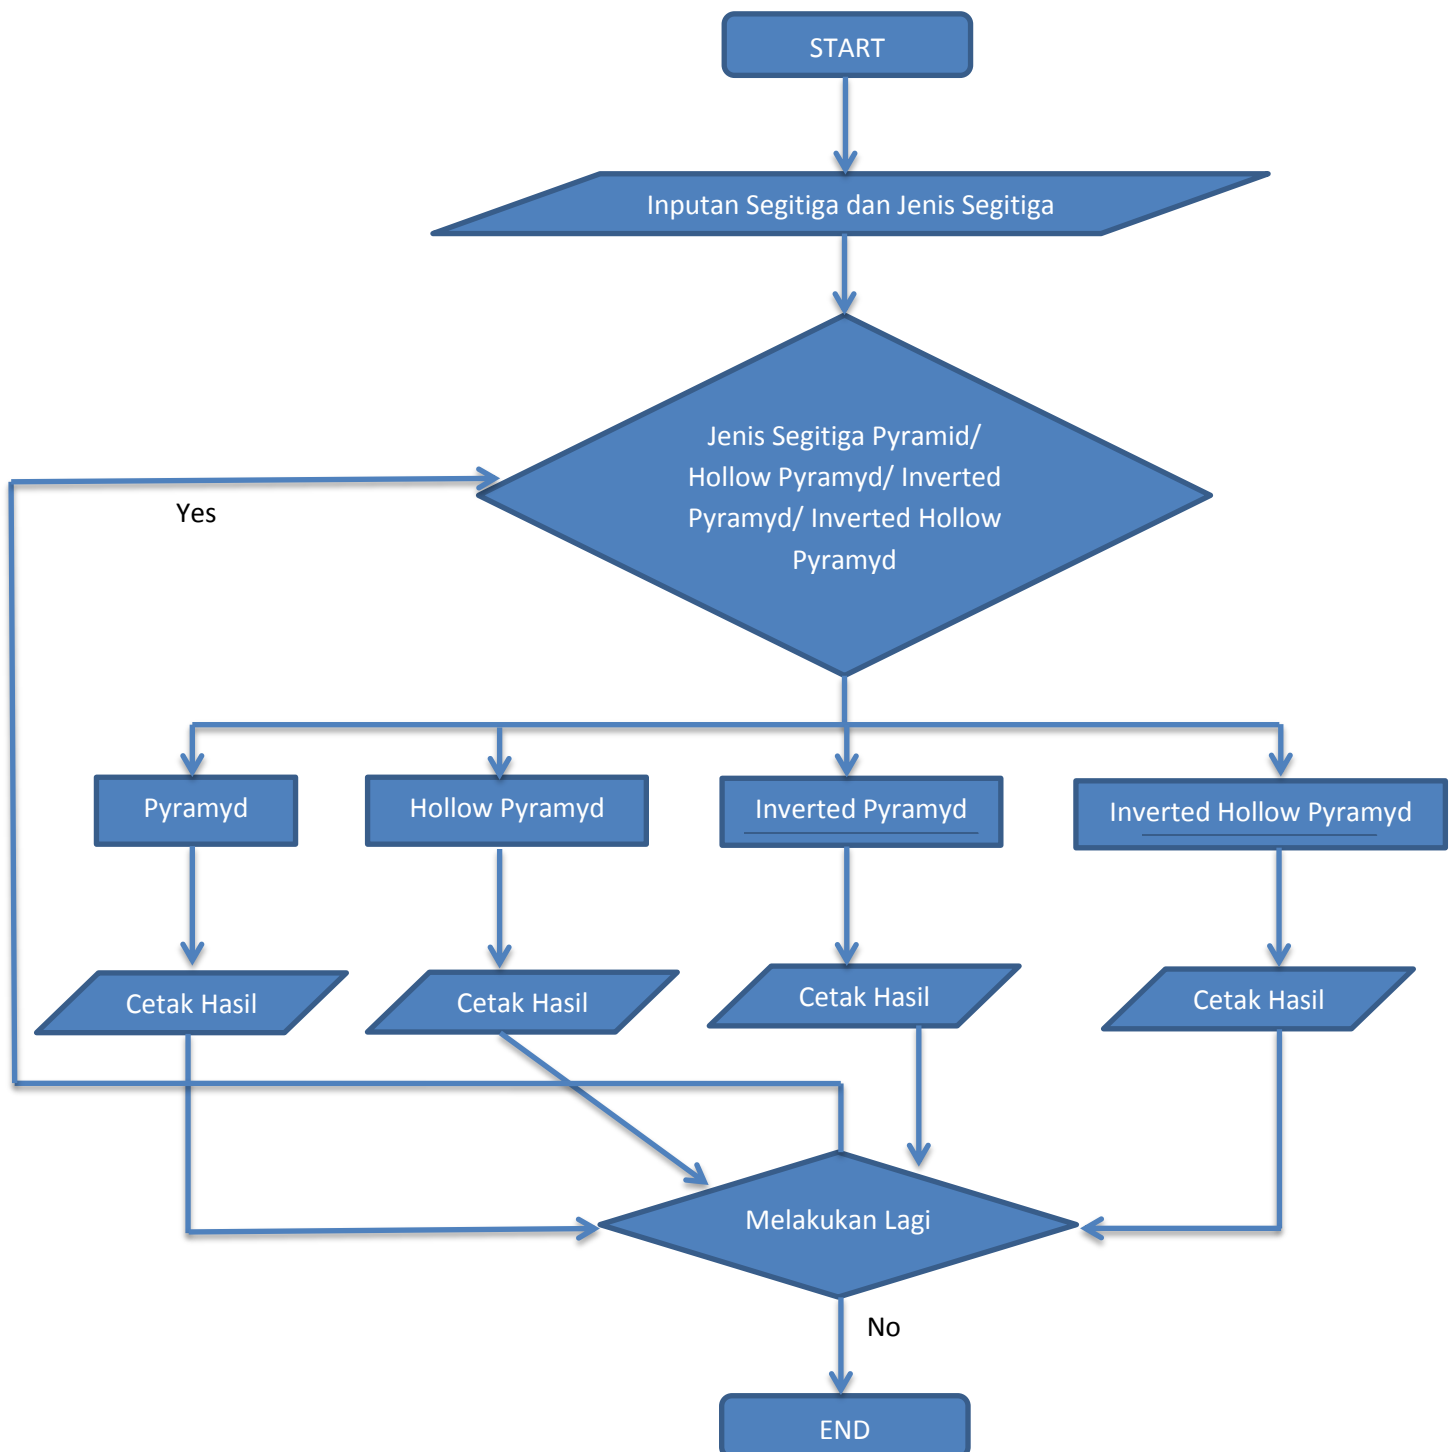 START
Inputan Segitiga dan Jenis Segitiga
Jenis Segitiga Pyramid/
Hollow Pyramyd/ Inverted
Pyramyd/ Inverted Hollow
Pyramyd
Yes
Pyramyd
Hollow Pyramyd
Inverted Pyramyd
Inverted Hollow Pyramyd
Cetak Hasil
Cetak Hasil
Cetak Hasil
Cetak Hasil
Melakukan Lagi
No
END